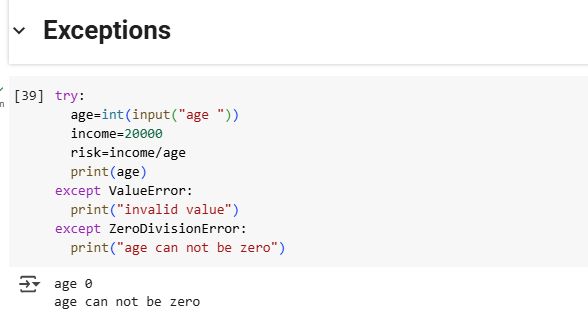 Exceptions
[39] try:
  age=int(input("age "))
  income=20000
  risk=income/age
  print(age)
except ValueError:
  print("invalid value")
except ZeroDivisionError:
  print("age can not be zero")
age 0
age can not be zero